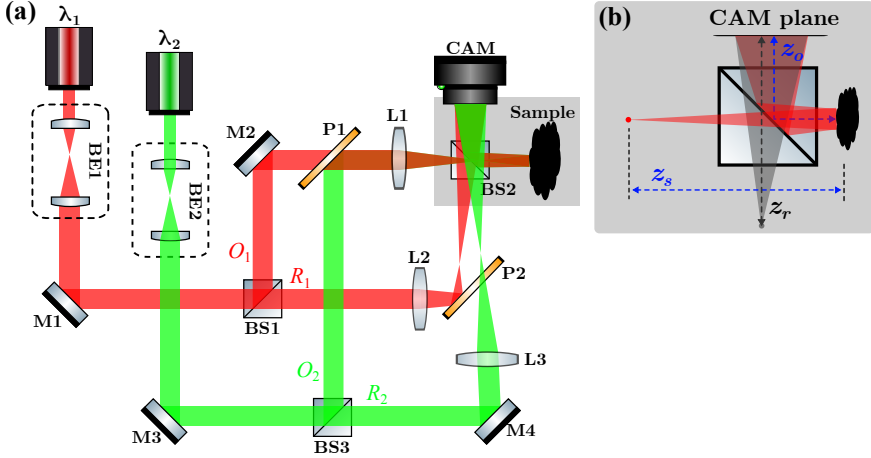 (a)
λ1
λ2
BE1
BE2
M1
M2
P1
L1
CAM
Sample
BS2
O1
R1
BS1
L2
P2
O2
R2
L3
M3
BS3
M4
(b)
CAM plane
zo
zs
zr